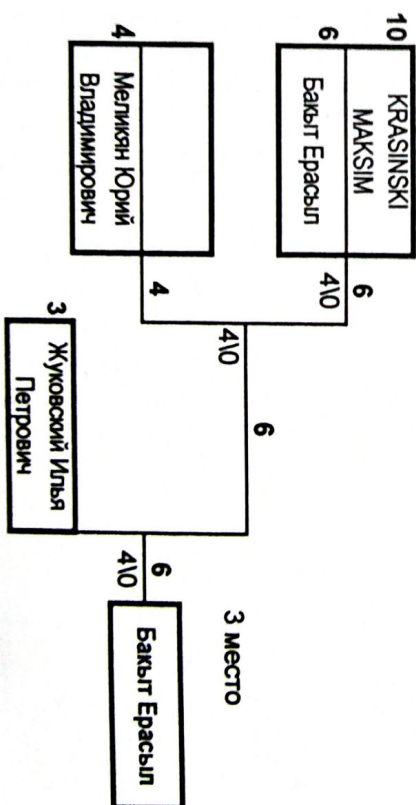 10
KRASINSKI
MAKSIM
6
Бакыт Ерасыл
6
4\0
4
Меликян Юрий
Владимирович
4
6
4\0
3
Жуковский Илья
Петрович
6
4\0
3 место
Бакыт Ерасыл